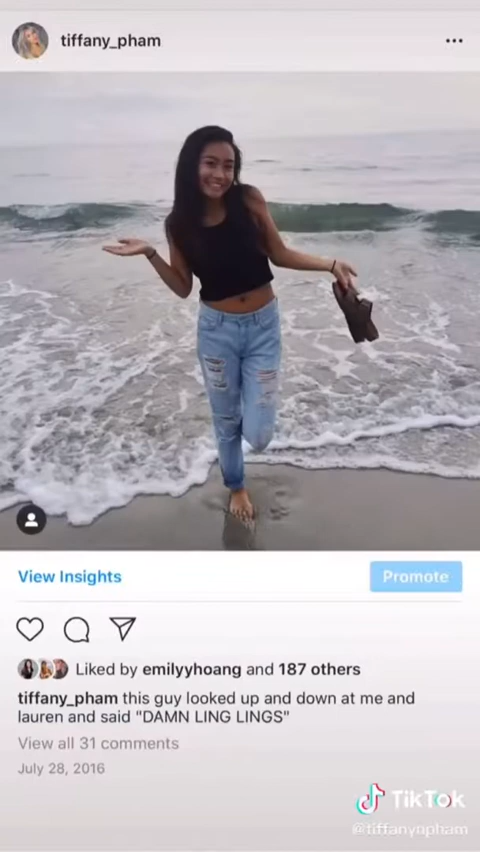 tiffany_pham
View Insights
Promote
Liked by emilyyhoang and 187 others
tiffany_pham this guy looked up and down at me and
lauren and said "DAMN LING LINGS"
View all 31 comments
July 28, 2016
TikTok
@tiffanynpham